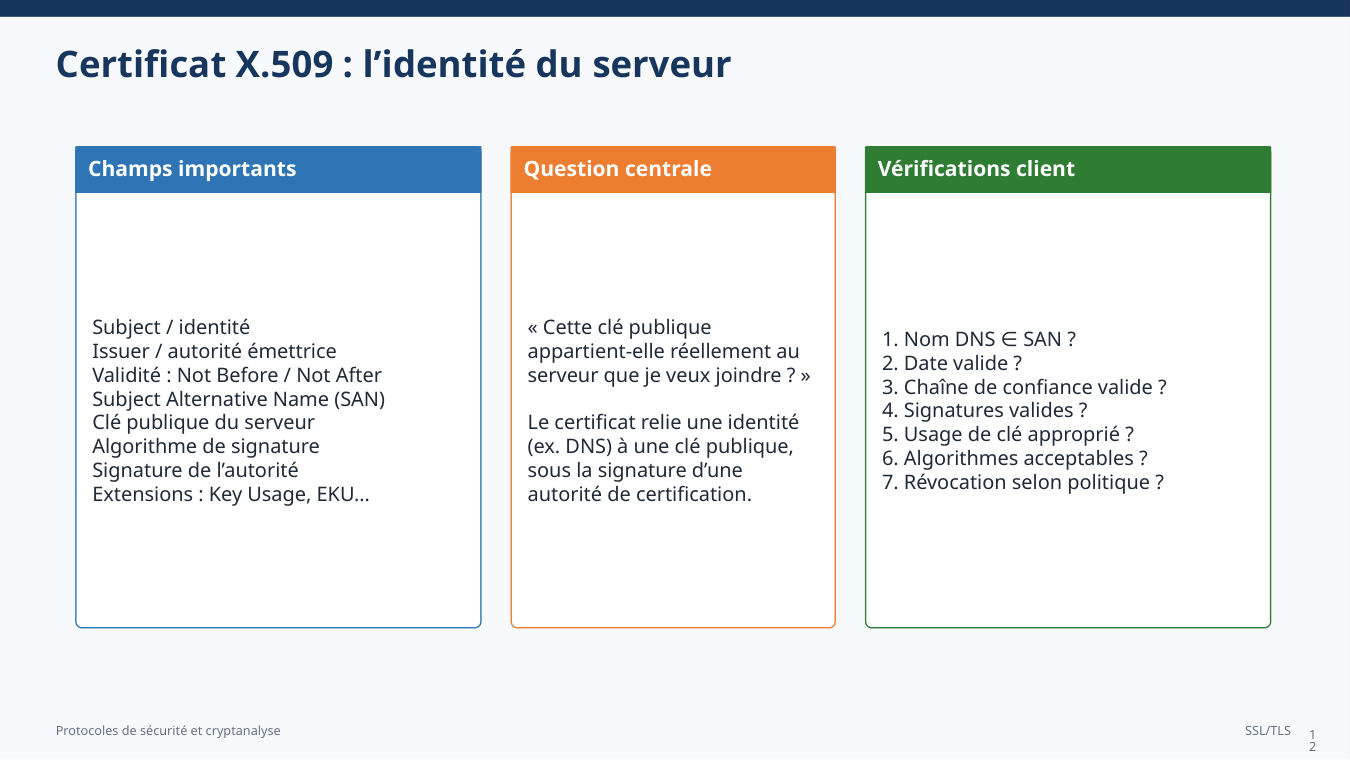 Certificat X.509 : l’identité du serveur
Champs importants
Subject / identité
Issuer / autorité émettrice
Validité : Not Before / Not After
Subject Alternative Name (SAN)
Clé publique du serveur
Algorithme de signature
Signature de l’autorité
Extensions : Key Usage, EKU…
Question centrale
« Cette clé publique
appartient-elle réellement au
serveur que je veux joindre ? »
Le certificat relie une identité
(ex. DNS) à une clé publique,
sous la signature d’une
autorité de certification.
Vérifications client
1. Nom DNS ∈ SAN ?
2. Date valide ?
3. Chaîne de confiance valide ?
4. Signatures valides ?
5. Usage de clé approprié ?
6. Algorithmes acceptables ?
7. Révocation selon politique ?
Protocoles de sécurité et cryptanalyse
SSL/TLS
1
2